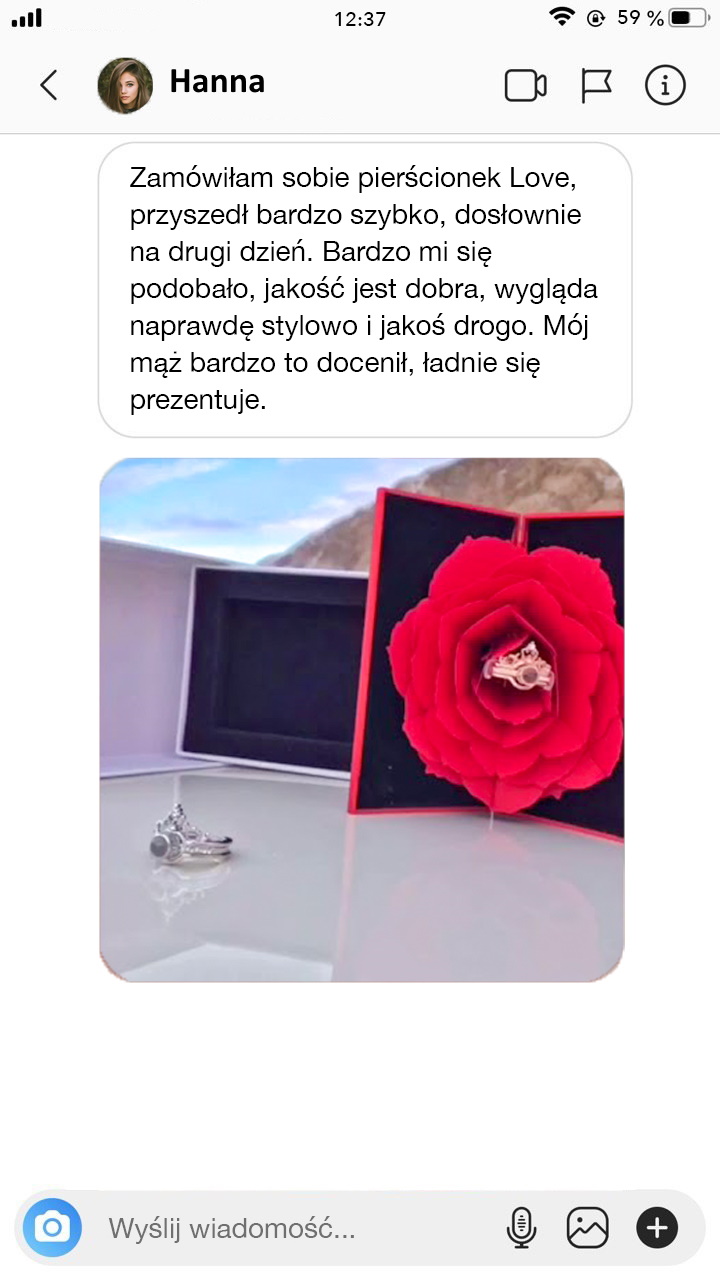 12:37
59 %
Hanna
Zamówiłam sobie pierścionek Love,
przyszedł bardzo szybko, dosłownie
na drugi dzień. Bardzo mi się
podobało, jakość jest dobra, wygląda
naprawdę stylowo i jakoś drogo. Mój
mąż bardzo to docenił, ładnie się
prezentuje.
Wyślij wiadomość...